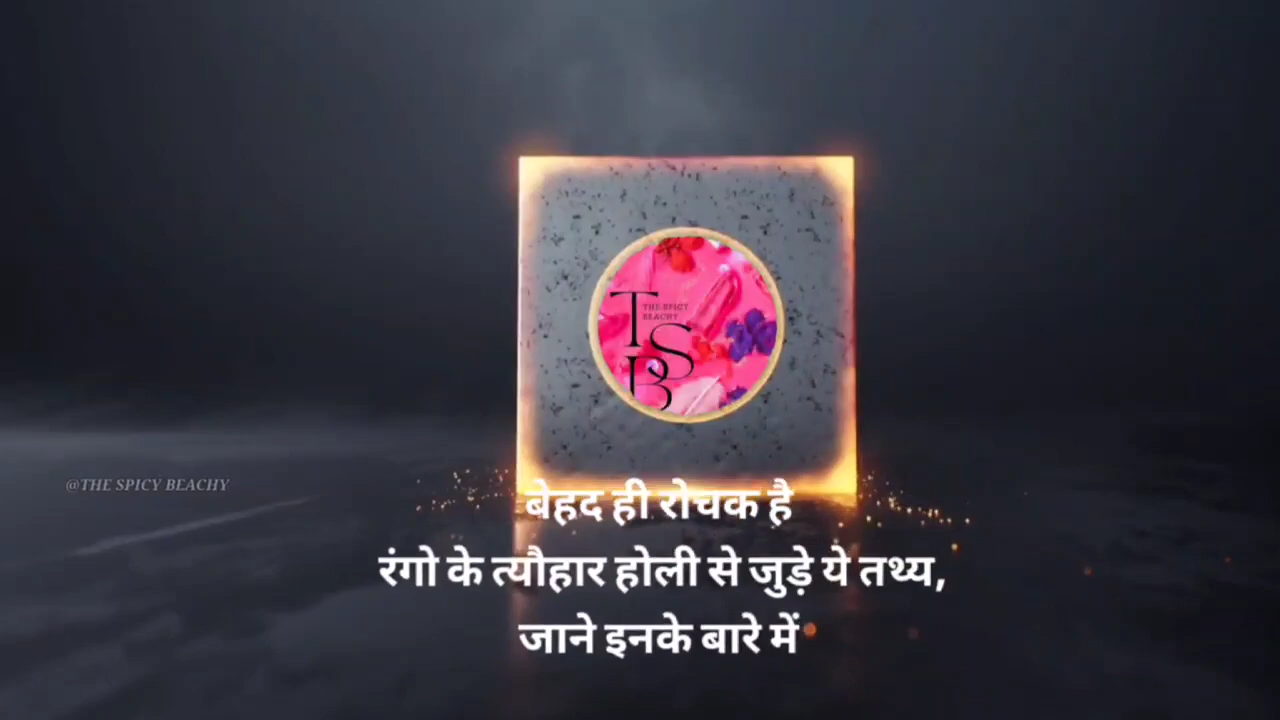 THE SPICY
BEACHY
TSB
@THE SPICY BEACHY
बेहद ही रोचक है
रंगो के त्यौहार होली से जुड़े ये तथ्य,
जाने इनके बारे में